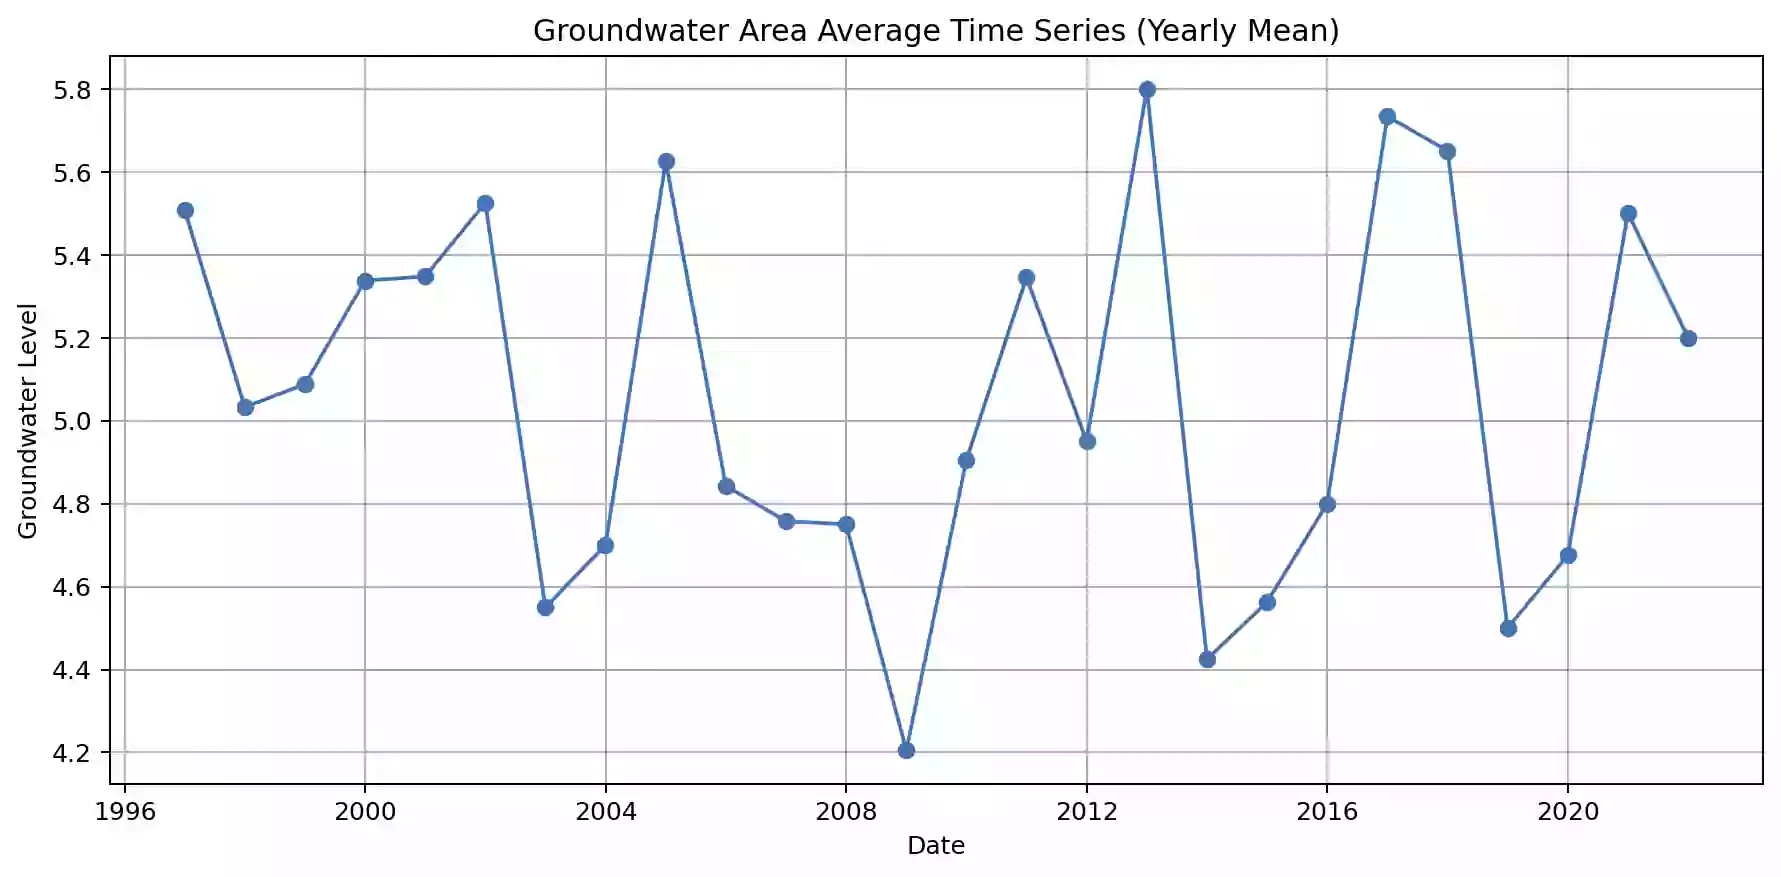 Groundwater Area Average Time Series (Yearly Mean)
5.8
5.6
5.4
5.2
5.0
4.8
4.6
4.4
4.2
Groundwater Level
1996 2000 2004 2008 2012 2016 2020
Date